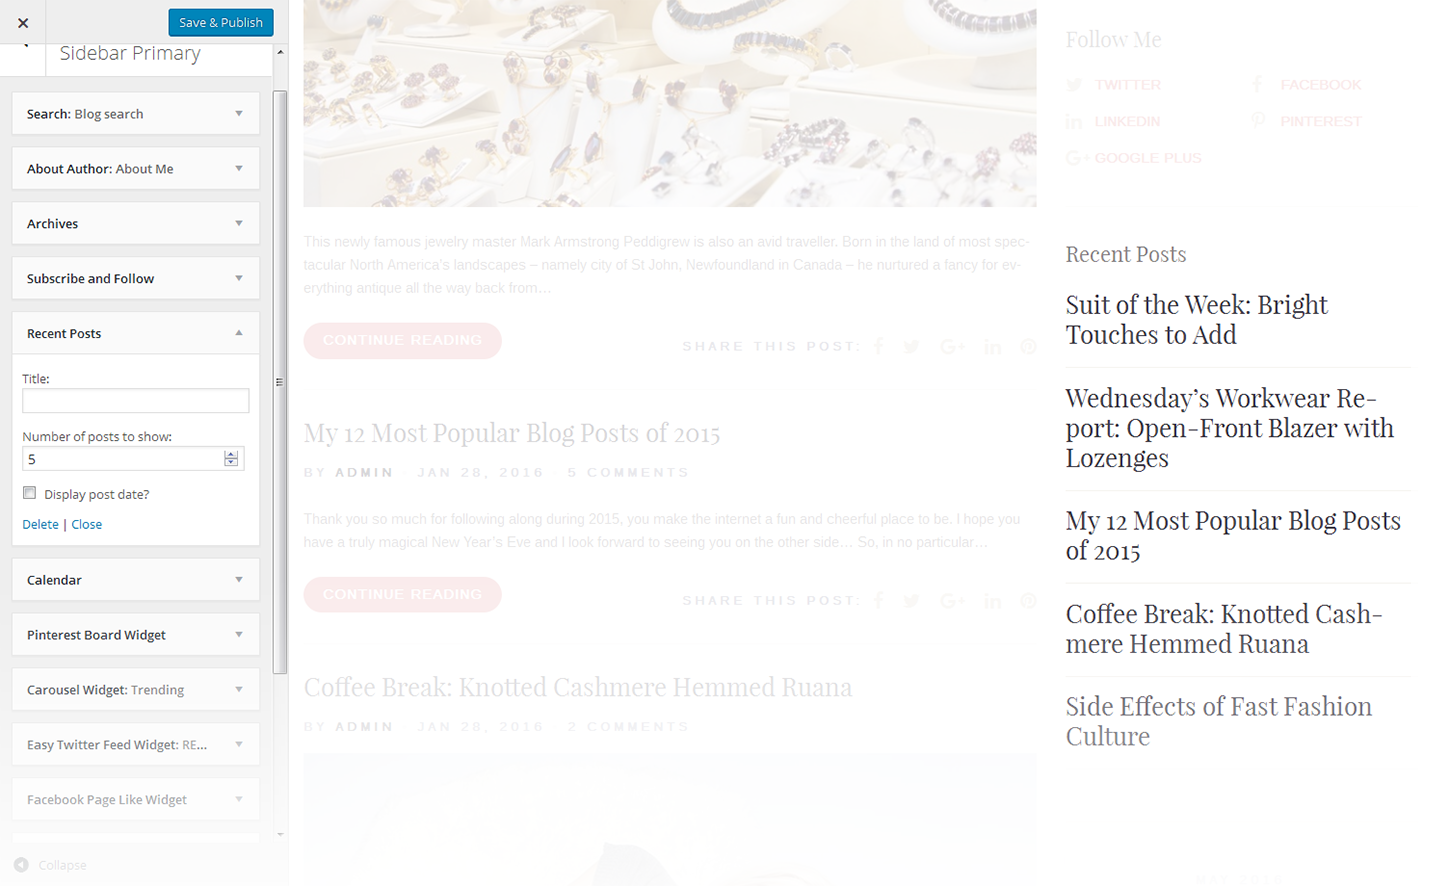 Save & Publish
Sidebar Primary
Search: Blog search
About Author: About Me
Archives
Subscribe and Follow
Recent Posts
Title:
Number of posts to show:
5
Display post date?
Delete | Close
Calendar
Pinterest Board Widget
Carousel Widget: Trending
Easy Twitter Feed Widget: RE...
Facebook Page Like Widget
Collapse
This newly famous jewelry master Mark Armstrong Peddigrew is also an avid traveller. Born in the land of most spec-
tacular North America's landscapes – namely city of St John, Newfoundland in Canada – he nurtured a fancy for ev-
erything antique all the way back from…
CONTINUE READING
SHARE THIS POST:
My 12 Most Popular Blog Posts of 2015
BY ADMIN JAN 28, 2016 5 COMMENTS
Thank you so much for following along during 2015, you make the internet a fun and cheerful place to be. I hope you
have a truly magical New Year's Eve and I look forward to seeing you on the other side… So, in no particular…
CONTINUE READING
SHARE THIS POST:
Coffee Break: Knotted Cashmere Hemmed Ruana
BY ADMIN JAN 28, 2016 2 COMMENTS
Follow Me
TWITTER
FACEBOOK
LINKEDIN
PINTEREST
GOOGLE PLUS
Recent Posts
Suit of the Week: Bright
Touches to Add
Wednesday's Workwear Re-
port: Open-Front Blazer with
Lozenges
My 12 Most Popular Blog Posts
of 2015
Coffee Break: Knotted Cash-
mere Hemmed Ruana
Side Effects of Fast Fashion
Culture